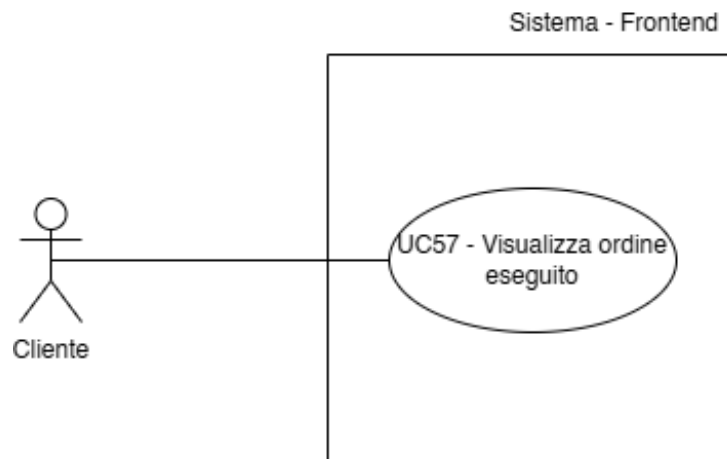 Sistema - Frontend
UC57 - Visualizza ordine
eseguito
Cliente